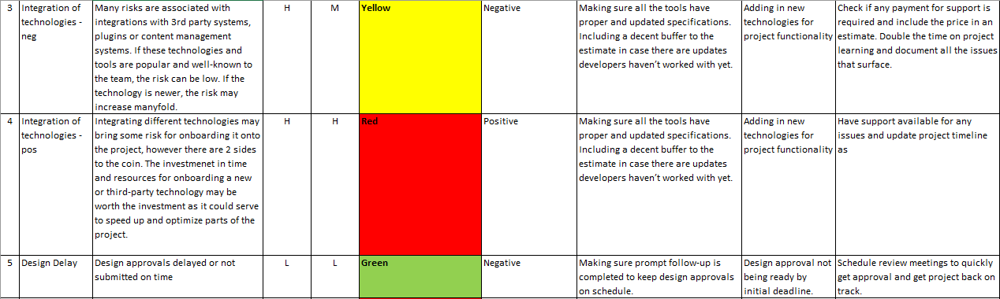 3 Integration of technologies - neg
Many risks are associated with
integrations with 3rd party systems,
plugins or content management
systems. If these technologies and
tools are popular and well-known to
the team, the risk can be low. If the
technology is newer, the risk may
increase manyfold.
H
M
Yellow
Negative
Making sure all the tools have
proper and updated specifications.
Including a decent buffer to the
estimate in case there are updates
developers haven't worked with yet.
Adding in new
technologies for
project functionality
Check if any payment for support is
required and include the price in an
estimate. Double the time on project
learning and document all the issues
that surface.
4 Integration of technologies - pos
Integrating different technologies may
bring some risk for onboarding it onto
the project, however there are 2 sides
to the coin. The investmenet in time
and resources for onboarding a new
or third-party technology may be
worth the investment as it could serve
to speed up and optimize parts of the
project.
H
H
Red
Positive
Making sure all the tools have
proper and updated specifications.
Including a decent buffer to the
estimate in case there are updates
developers haven't worked with yet.
Adding in new
technologies for
project functionality
Have support available for any
issues and update project timeline
as
5 Design Delay
Design approvals delayed or not
submitted on time
L
L
Green
Negative
Making sure prompt follow-up is
completed to keep design approvals
on schedule.
Design approval not
being ready by
initial deadline.
Schedule review meetings to quickly
get approval and get project back on
track.